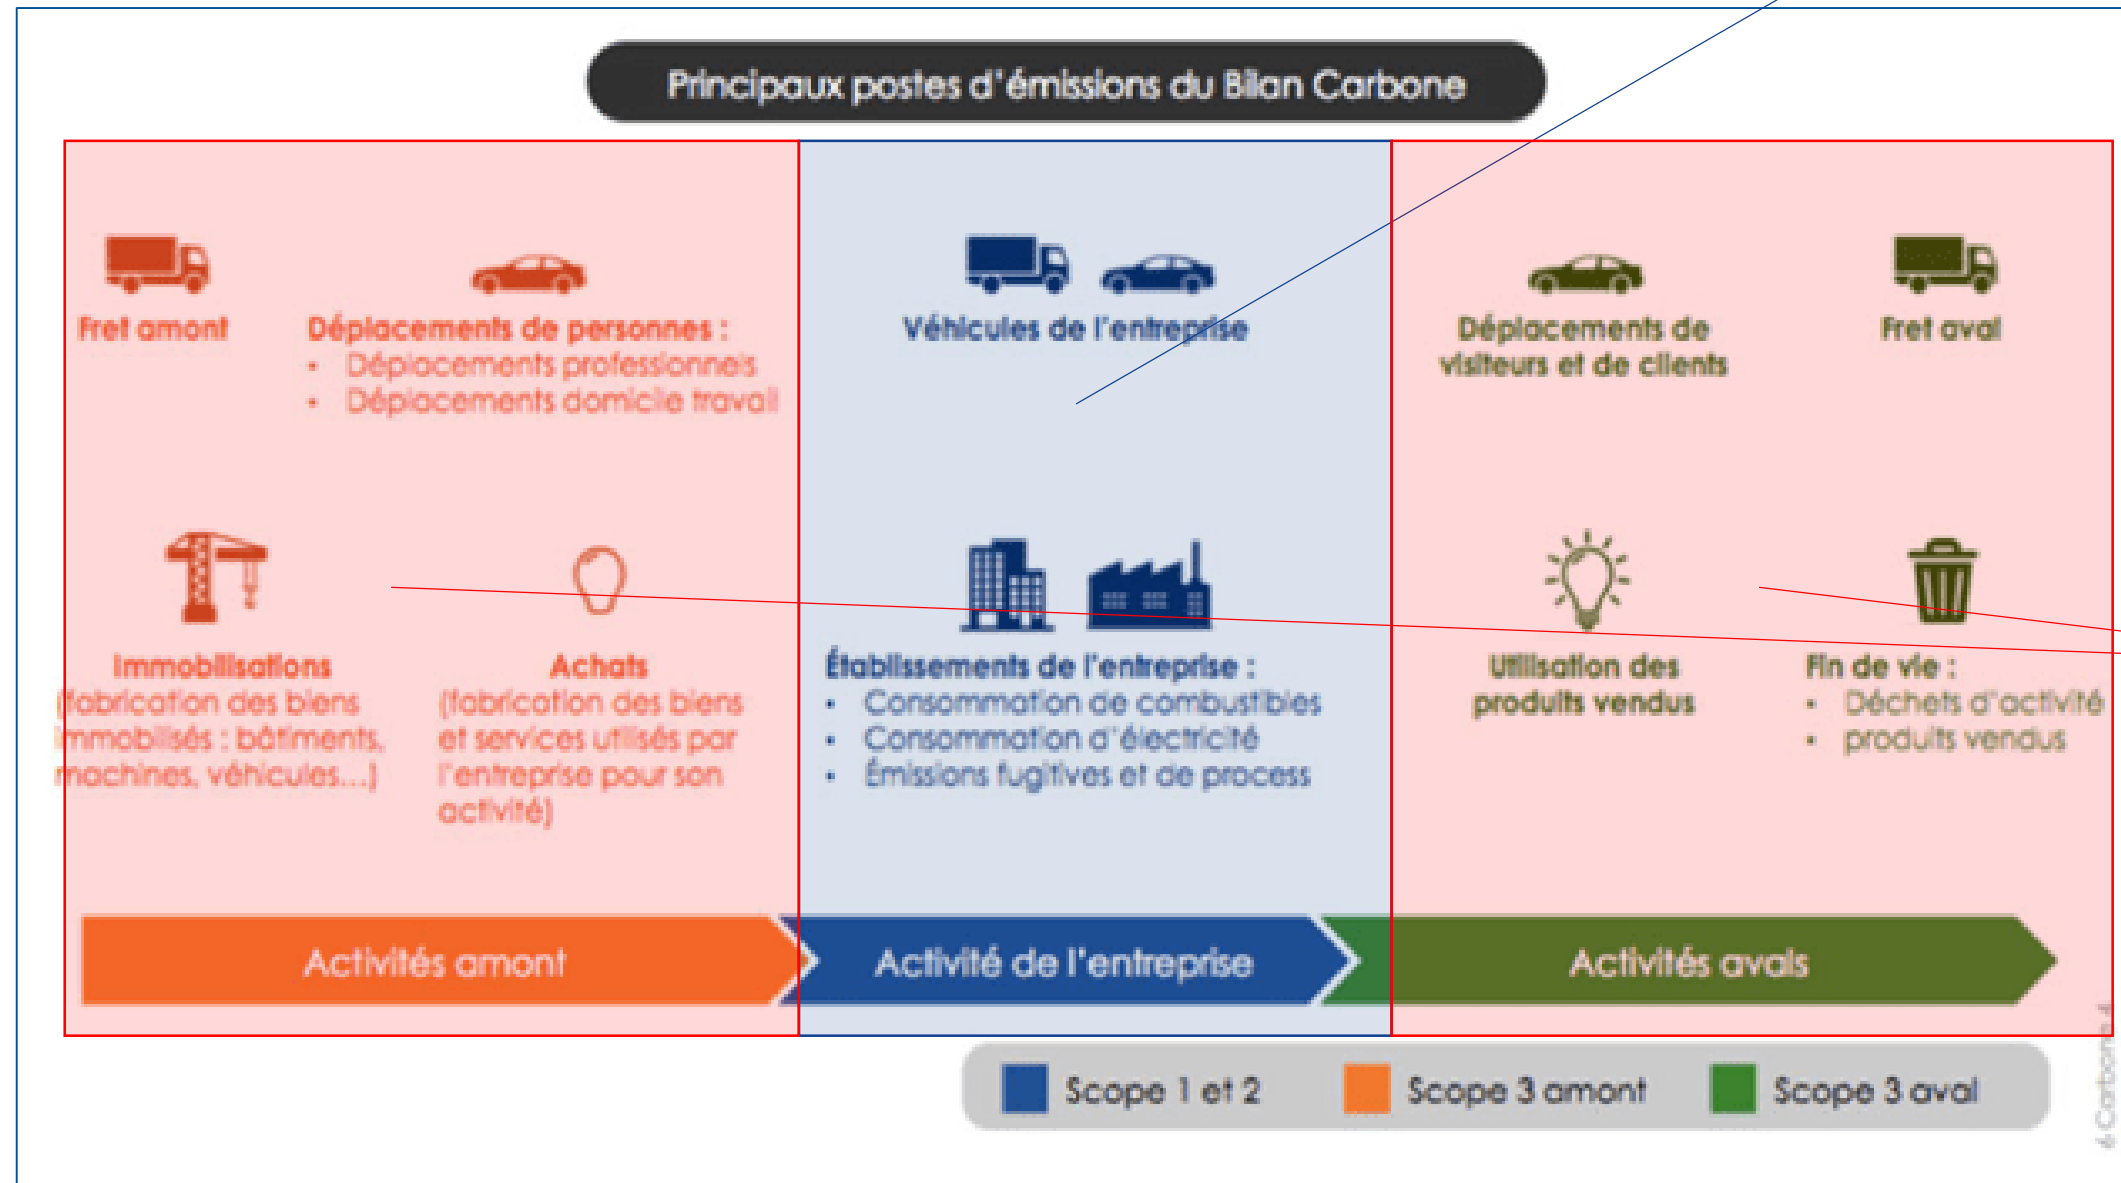 Principaux postes d'émissions du Bilan Carbone
Fret amont
Déplacements de personnes :
• Déplacements professionnels
• Déplacements domicile travail
Véhicules de l'entreprise
Déplacements de
visiteurs et de clients
Fret aval
Immobilisations
(fabrication des biens
immobilisés : bâtiments,
machines, véhicules...)
Achats
(fabrication des biens
et services utilisés par
l'entreprise pour son
activité)
Établissements de l'entreprise :
• Consommation de combustibles
• Consommation d'électricité
• Émissions fugitives et de process
Utilisation des
produits vendus
Fin de vie :
• Déchets d'activité
• produits vendus
Activités amont
Activité de l'entreprise
Activités avals
Scope 1 et 2
Scope 3 amont
Scope 3 aval
Carbone 4